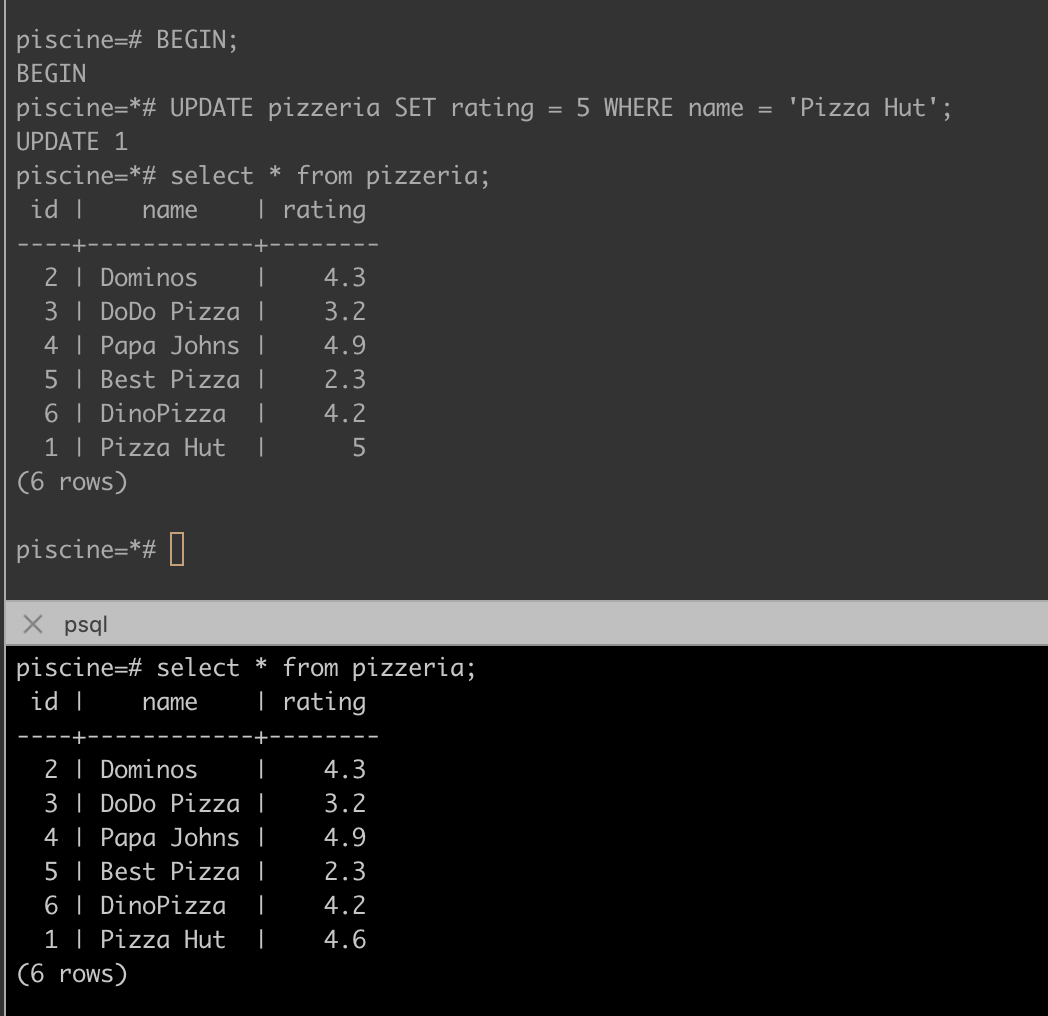 piscine=# BEGIN;
BEGIN
piscine=*# UPDATE pizzeria SET rating = 5 WHERE name = 'Pizza Hut';
UPDATE 1
piscine=*# select * from pizzeria;
 id |    name    | rating
----+------------+--------
  2 | Dominos    |    4.3
  3 | DoDo Pizza |    3.2
  4 | Papa Johns |    4.9
  5 | Best Pizza |    2.3
  6 | DinoPizza  |    4.2
  1 | Pizza Hut  |      5
(6 rows)
piscine=*#
psql
piscine=# select * from pizzeria;
 id |    name    | rating
----+------------+--------
  2 | Dominos    |    4.3
  3 | DoDo Pizza |    3.2
  4 | Papa Johns |    4.9
  5 | Best Pizza |    2.3
  6 | DinoPizza  |    4.2
  1 | Pizza Hut  |    4.6
(6 rows)